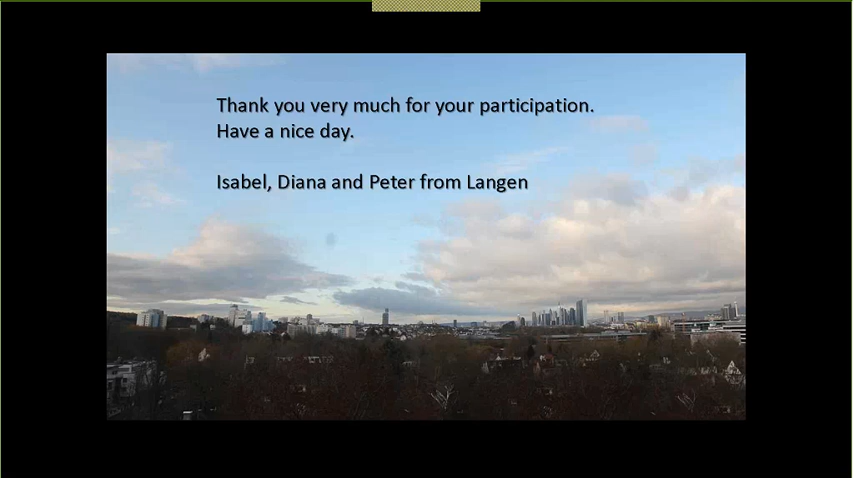 Thank you very much for your participation.
Have a nice day.
Isabel, Diana and Peter from Langen